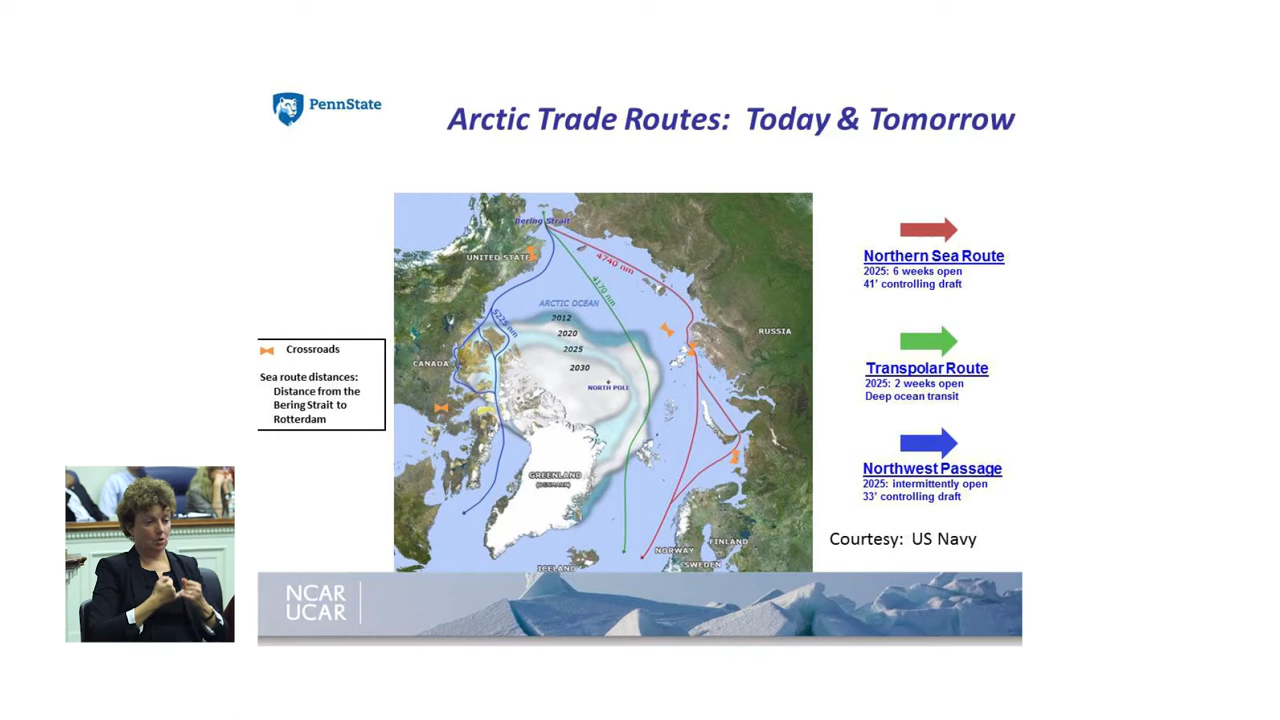 PennState
Arctic Trade Routes: Today & Tomorrow
Bering Strait
UNITED STATES
4740 nm
4170 nm
5225 nm
ARCTIC OCEAN
2012
2020
2025
2030
NORTH POLE
RUSSIA
CANADA
GREENLAND
(DENMARK)
ICELAND
NORWAY
FINLAND
SWEDEN
Crossroads
Sea route distances:
Distance from the
Bering Strait to
Rotterdam
Northern Sea Route
2025: 6 weeks open
41' controlling draft
Transpolar Route
2025: 2 weeks open
Deep ocean transit
Northwest Passage
2025: intermittently open
33' controlling draft
Courtesy: US Navy
NCAR
UCAR